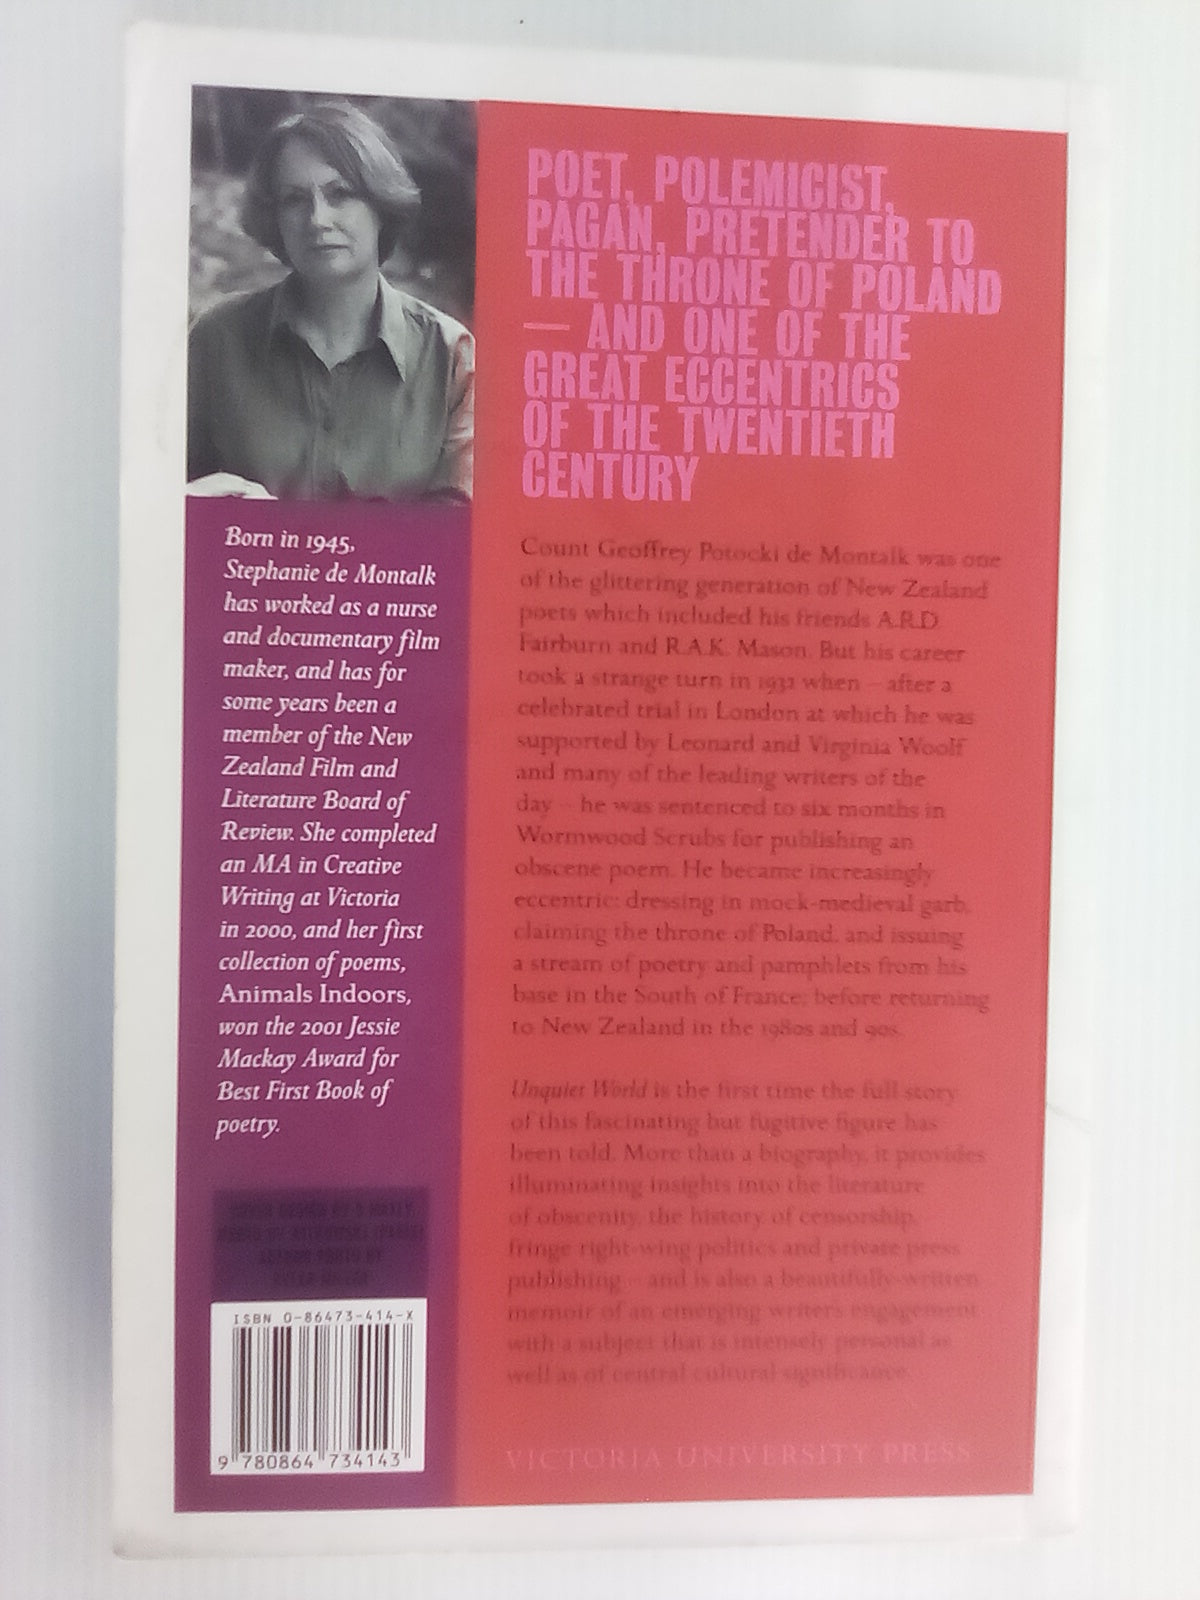 POET, POLEMICIST,
PAGAN, PRETENDER TO
THE THRONE OF POLAND
— AND ONE OF THE
GREAT ECCENTRICS
OF THE TWENTIETH
CENTURY
Born in 1945,
Stephanie de Montalk
has worked as a nurse
and documentary film
maker, and has for
some years been a
member of the New
Zealand Film and
Literature Board of
Review. She completed
an MA in Creative
Writing at Victoria
in 2000, and her first
collection of poems,
Animals Indoors,
won the 2001 Jessie
Mackay Award for
Best First Book of
poetry.
Count Geoffrey Potocki de Montalk was one
of the glittering generation of New Zealand
poets which included his friends A.R.D.
Fairburn and R.A.K. Mason. But his career
took a strange turn in 1932 when – after a
celebrated trial in London at which he was
supported by Leonard and Virginia Woolf
and many of the leading writers of the
day – he was sentenced to six months in
Wormwood Scrubs for publishing an
obscene poem. He became increasingly
eccentric: dressing in mock-medieval garb,
claiming the throne of Poland, and issuing
a stream of poetry and pamphlets from his
base in the South of France; before returning
to New Zealand in the 1980s and 90s.
Unquiet World is the first time the full story
of this fascinating but fugitive figure has
been told. More than a biography, it provides
illuminating insights into the literature
of obscenity, the history of censorship,
fringe right-wing politics and private press
publishing – and is also a beautifully-written
memoir of an emerging writer's engagement
with a subject that is intensely personal as
well as of central cultural significance.
ISBN 0-86473-414-X
9 780864 734143
VICTORIA UNIVERSITY PRESS